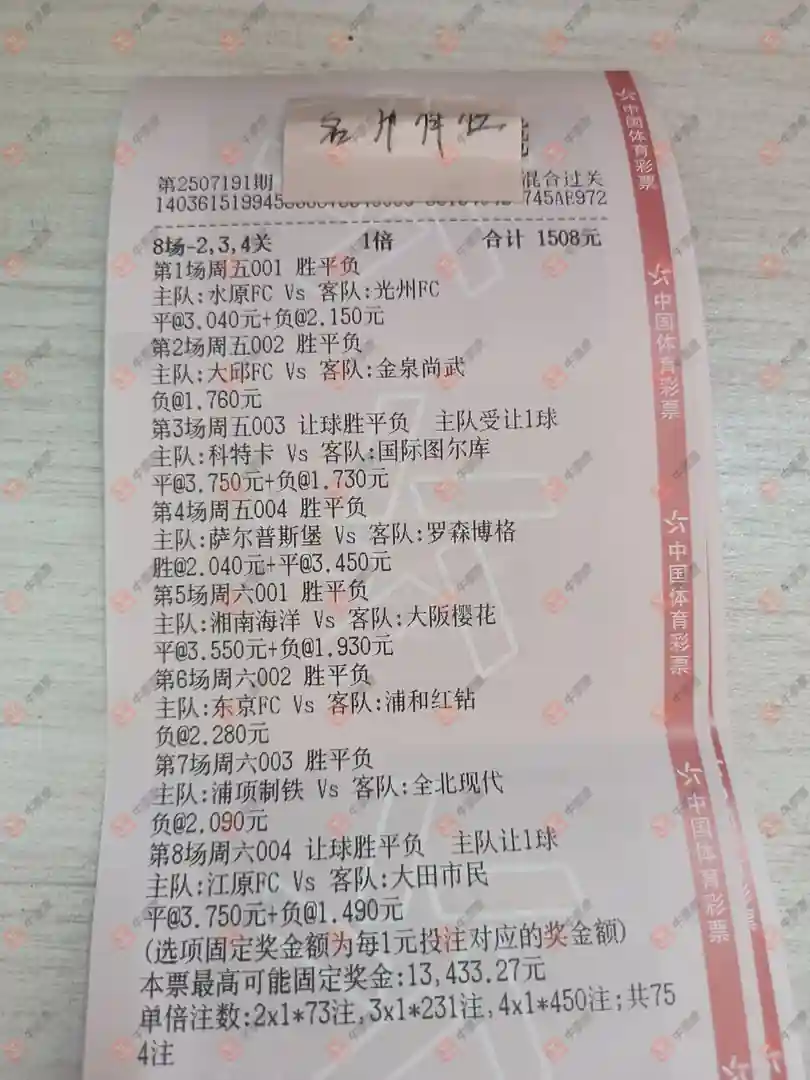 名井体伍
第2507191期
混合过关
14036151994
745AE972
8场-2,3,4关 1倍 合计 1508元
第1场周五001 胜平负
主队:水原FC Vs 客队:光州FC
平@3.040元+负@2.150元
第2场周五002 胜平负
主队:大邱FC Vs 客队:金泉尚武
负@1.760元
第3场周五003 让球胜平负 主队受让1球
主队:科特卡 Vs 客队:国际图尔库
平@3.750元+负@1.730元
第4场周五004 胜平负
主队:萨尔普斯堡 Vs 客队:罗森博格
胜@2.040元+平@3.450元
第5场周六001 胜平负
主队:湘南海洋 Vs 客队:大阪樱花
平@3.550元+负@1.930元
第6场周六002 胜平负
主队:东京FC Vs 客队:浦和红钻
负@2.280元
第7场周六003 胜平负
主队:浦项制铁 Vs 客队:全北现代
负@2.090元
第8场周六004 让球胜平负 主队让1球
主队:江原FC Vs 客队:大田市民
平@3.750元+负@1.490元
(选项固定奖金额为每1元投注对应的奖金额)
本票最高可能固定奖金:13,433.27元
单倍注数:2x1*73注,3x1*231注,4x1*450注;共75
4注
中国体育彩票
中国体育彩票
中国体育彩票
中国体育彩票